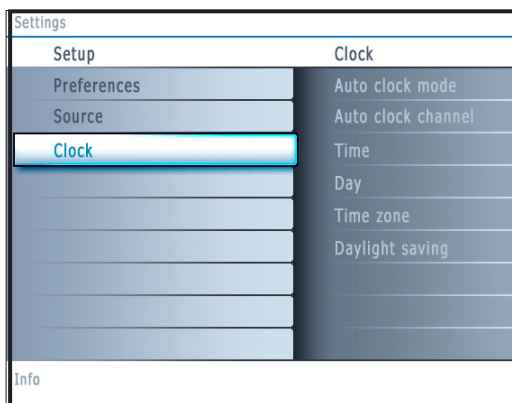 Settings
Setup
Clock
Preferences
Auto clock mode
Source
Auto clock channel
Clock
Time
Day
Time zone
Daylight saving
Info